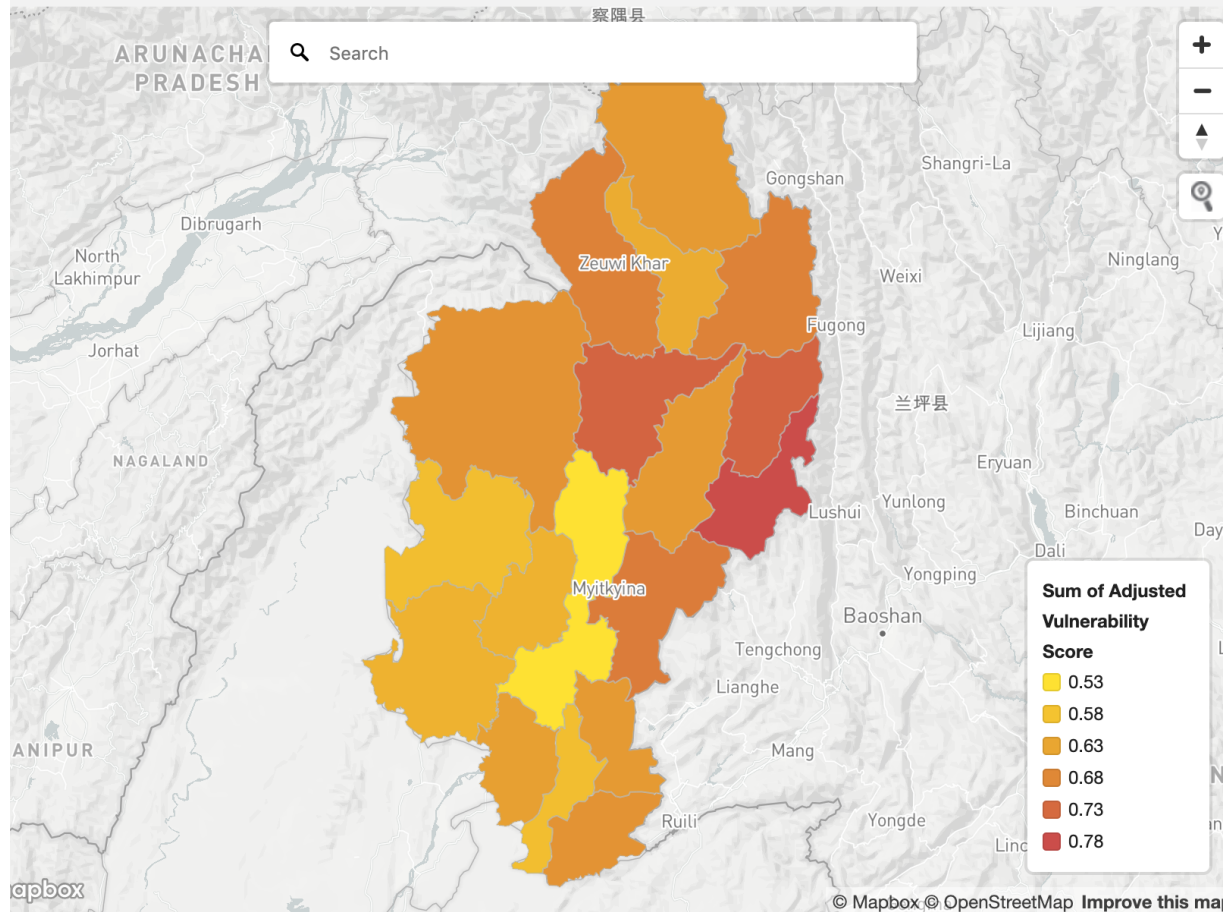 察隅县
ARUNACHA
PRADESH
Search
Shangri-La
Gongshan
Dibrugarh
North
Lakhimpur
Zeuwi Khar
Ninglang
Weixi
Fugong
Lijiang
Jorhat
兰坪县
NAGALAND
Eryuan
Yunlong
Lushui
Binchuan
Day
Dali
Yongping
Myitkyina
Baoshan
Tengchong
Lianghe
ANIPUR
Mang
Ruili
Yongde
Linc
Sum of Adjusted
Vulnerability
Score
0.53
0.58
0.63
0.68
0.73
0.78
apbox
© Mapbox © OpenStreetMap Improve this map